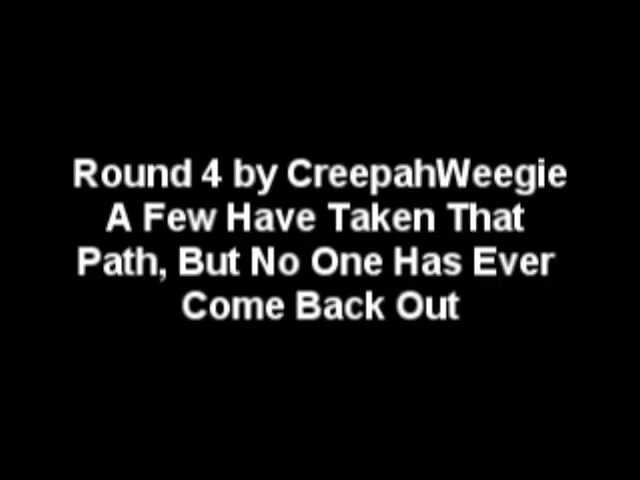 Round 4 by CreepahWeegie
A Few Have Taken That
Path, But No One Has Ever
Come Back Out